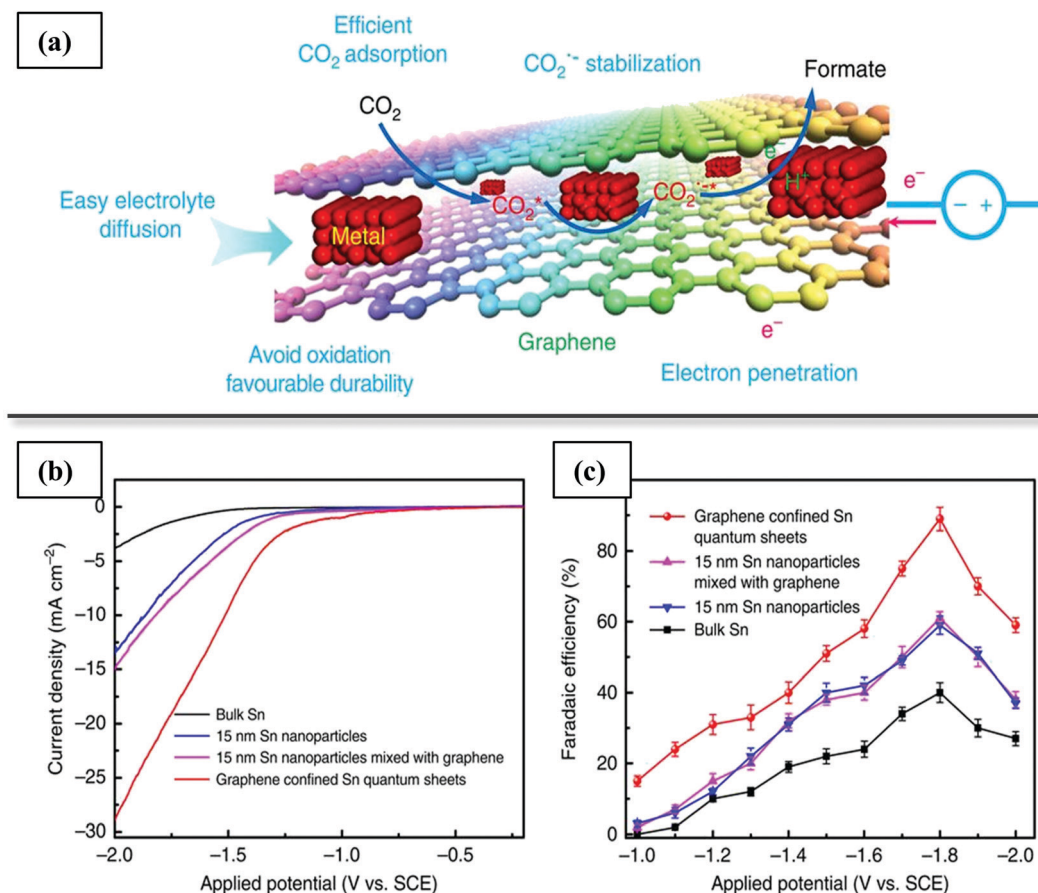 (a)
Efficient
CO₂ adsorption
CO₂˙⁻ stabilization
Formate
CO₂
e⁻
H⁺
e⁻
− +
CO₂*
CO₂˙⁻*
Easy electrolyte
diffusion
Metal
Graphene
e⁻
Avoid oxidation
favourable durability
Electron penetration
(b)
0
−5
−10
−15
−20
−25
−30
Current density (mA cm⁻²)
Bulk Sn
15 nm Sn nanoparticles
15 nm Sn nanoparticles mixed with graphene
Graphene confined Sn quantum sheets
−2.0 −1.5 −1.0 −0.5
Applied potential (V vs. SCE)
(c)
80
60
40
20
0
Faradaic efficiency (%)
Graphene confined Sn
quantum sheets
15 nm Sn nanoparticles
mixed with graphene
15 nm Sn nanoparticles
Bulk Sn
−1.0 −1.2 −1.4 −1.6 −1.8 −2.0
Applied potential (V vs. SCE)